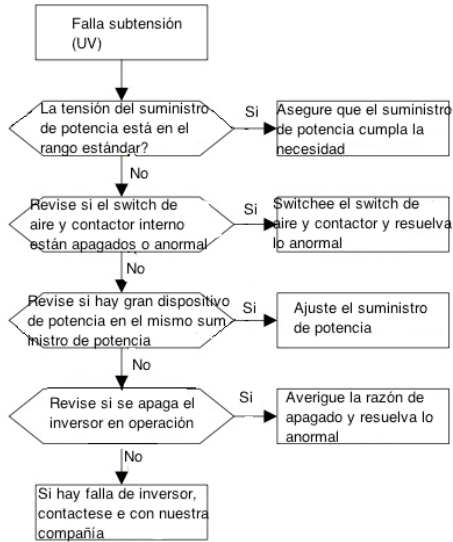 Falla subtensión
(UV)
La tensión del suministro
de potencia está en el
rango estándar?
Si
Asegure que el suministro
de potencia cumpla la
necesidad
No
Revise si el switch de
aire y contactor interno
están apagados o anormal
Si
Switchee el switch de
aire y contactor y resuelva
lo anormal
No
Revise si hay gran dispositivo
de potencia en el mismo sum
inistro de potencia
Si
Ajuste el suministro
de potencia
No
Revise si se apaga el
inversor en operación
Si
Averigue la razón de
apagado y resuelva lo
anormal
No
Si hay falla de inversor,
contactese e con nuestra
compañía